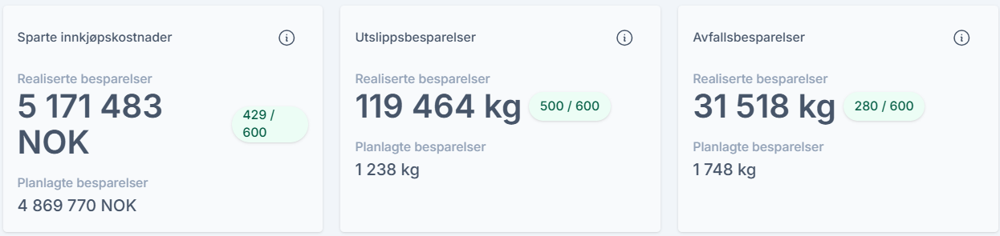 Sparte innkjøpskostnader
Realiserte besparelser
5 171 483
NOK
429 /
600
Planlagte besparelser
4 869 770 NOK
Utslippsbesparelser
Realiserte besparelser
119 464 kg
500 / 600
Planlagte besparelser
1 238 kg
Avfallsbesparelser
Realiserte besparelser
31 518 kg
280 / 600
Planlagte besparelser
1 748 kg